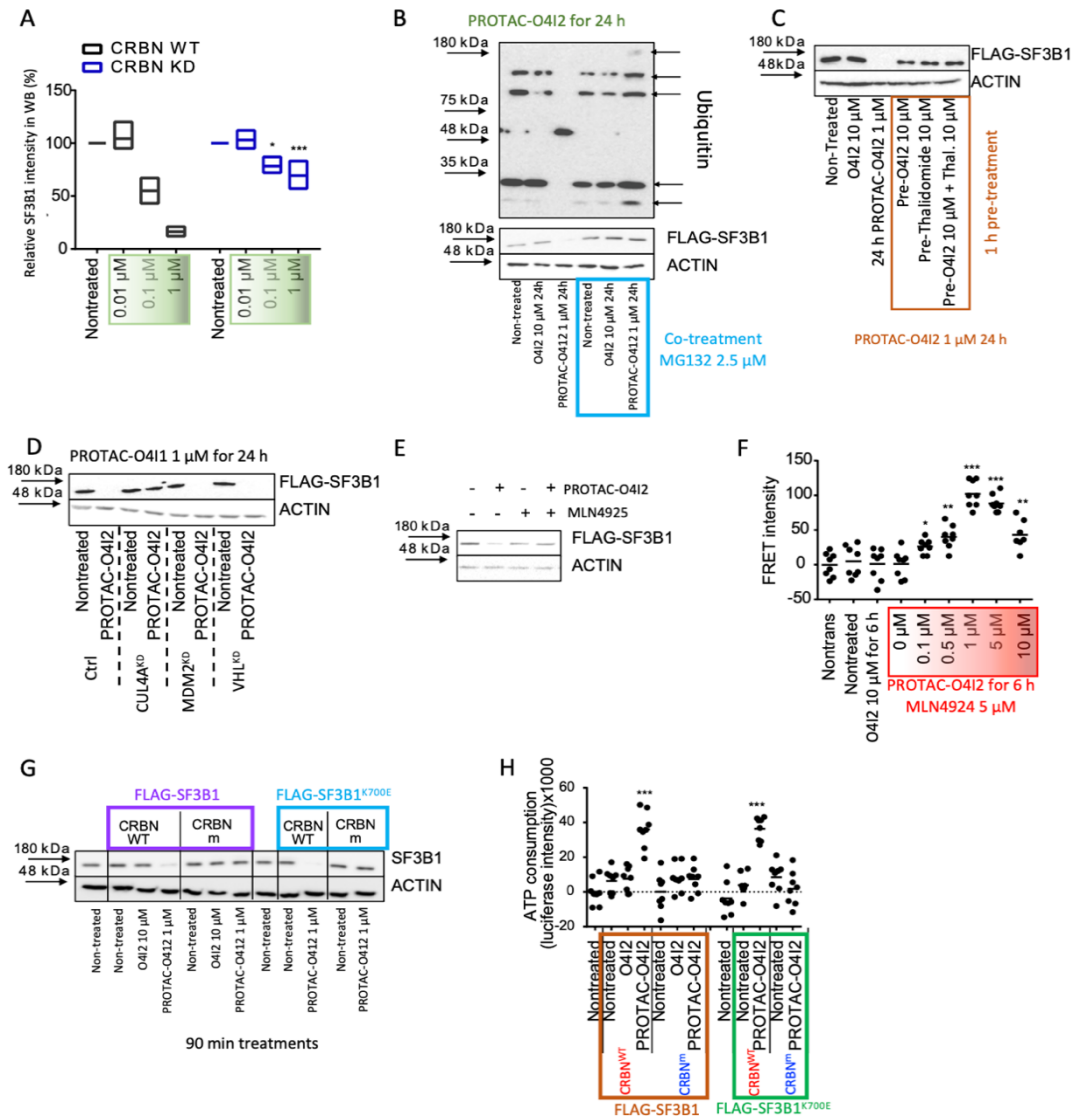 A
CRBN WT
CRBN KD
Relative SF3B1 intensity in WB (%)
150
100
50
0
Nontreated
0.01 µM
0.1 µM
1 µM
Nontreated
0.01 µM
0.1 µM
1 µM
*
***
B
PROTAC-O4I2 for 24 h
180 kDa
75 kDa
48 kDa
35 kDa
Ubiquitin
180 kDa
48 kDa
FLAG-SF3B1
ACTIN
Non-treated
O4I2 10 µM 24h
PROTAC-O412 1 µM 24h
Non-treated
O4I2 10 µM 24h
PROTAC-O412 1 µM 24h
Co-treatment
MG132 2.5 µM
C
180 kDa
48kDa
FLAG-SF3B1
ACTIN
Non-Treated
O4I2 10 µM
24h PROTAC-O4I2 1 µM
Pre-O4I2 10 µM
Pre-Thalidomide 10 µM
Pre-O4I2 10 µM + Thal. 10 µM
1 h pre-treatment
PROTAC-O4I2 1 µM 24 h
D
PROTAC-O4I1 1 µM for 24 h
180 kDa
48 kDa
FLAG-SF3B1
ACTIN
Nontreated
PROTAC-O4I2
Nontreated
PROTAC-O4I2
Nontreated
PROTAC-O4I2
Nontreated
PROTAC-O4I2
Ctrl
CUL4A^KD
MDM2^KD
VHL^KD
E
- + - + PROTAC-O4I2
- - + + MLN4925
180 kDa
48 kDa
FLAG-SF3B1
ACTIN
F
FRET intensity
150
100
50
0
-50
*
**
***
***
**
Nontrans
Nontreated
O4I2 10 µM for 6 h
0 µM
0.1 µM
0.5 µM
1 µM
5 µM
10 µM
PROTAC-O4I2 for 6 h
MLN4924 5 µM
G
FLAG-SF3B1
FLAG-SF3B1^K700E
CRBN WT
CRBN m
CRBN WT
CRBN m
180 kDa
48 kDa
SF3B1
ACTIN
Non-treated
Non-treated
O4I2 10 µM
PROTAC-O412 1 µM
Non-treated
O4I2 10 µM
PROTAC-O412 1 µM
Non-treated
Non-treated
PROTAC-O412 1 µM
Non-treated
PROTAC-O412 1 µM
90 min treatments
H
ATP consumption
(luciferase intensity)x1000
60
40
20
0
-20
***
***
Nontreated
Nontreated
O4I2
PROTAC-O4I2
Nontreated
O4I2
PROTAC-O4I2
Nontreated
Nontreated
PROTAC-O4I2
Nontreated
PROTAC-O4I2
CRBN^WT
CRBN^m
CRBN^WT
CRBN^m
FLAG-SF3B1
FLAG-SF3B1^K700E